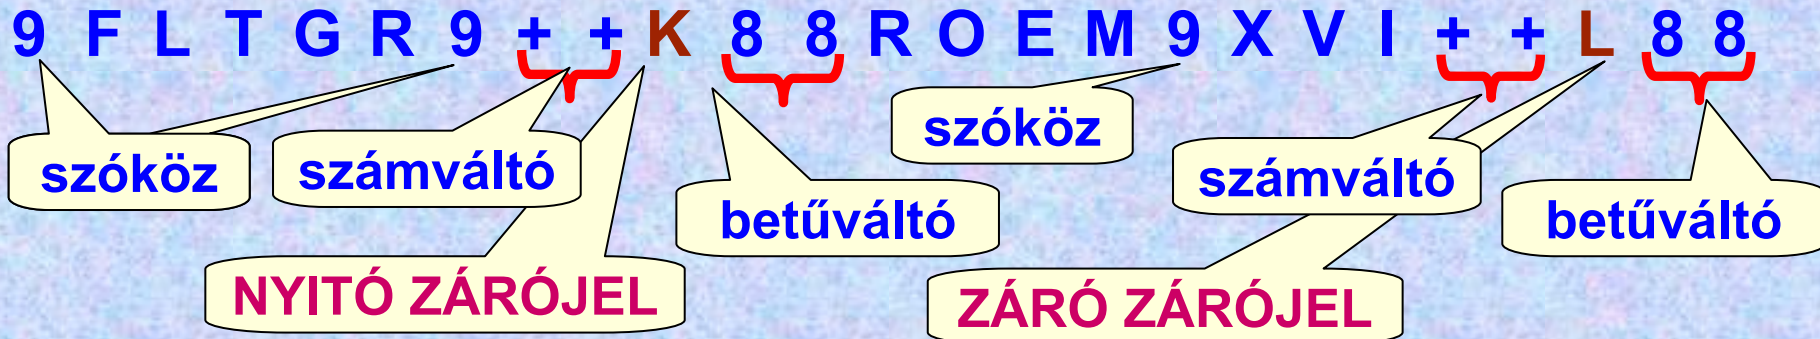 9 F L T G R 9 + + K 8 8 R O E M 9 X V I + + L 8 8
szóköz
számváltó
betűváltó
szóköz
számváltó
betűváltó
NYITÓ ZÁRÓJEL
ZÁRÓ ZÁRÓJEL